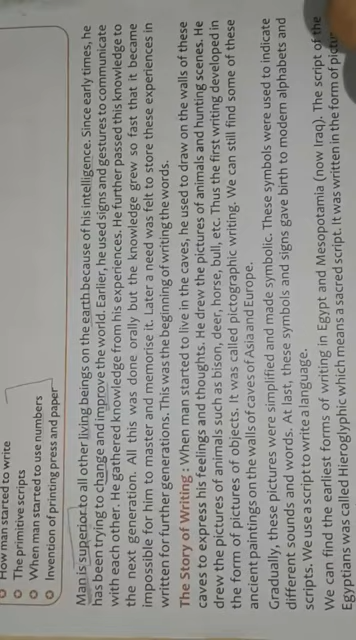 How man started to write
The primitive scripts
When man started to use numbers
Invention of printing press and paper
Man is superior to all other living beings on the earth because of his intelligence. Since early times, he
has been trying to change and improve the world. Earlier, he used signs and gestures to communicate
with each other. He gathered knowledge from his experiences. He further passed this knowledge to
the next generation. All this was done orally but the knowledge grew so fast that it became
impossible for him to master and memorise it. Later a need was felt to store these experiences in
written for further generations. This was the beginning of writing the words.
The Story of Writing : When man started to live in the caves, he used to draw on the walls of these
caves to express his feelings and thoughts. He drew the pictures of animals and hunting scenes. He
drew the pictures of animals such as bison, deer, horse, bull, etc. Thus the first writing developed in
the form of pictures of objects. It was called pictographic writing. We can still find some of these
ancient paintings on the walls of caves of Asia and Europe.
Gradually, these pictures were simplified and made symbolic. These symbols were used to indicate
different sounds and words. At last, these symbols and signs gave birth to modern alphabets and
scripts. We use a script to write a language.
We can find the earliest forms of writing in Egypt and Mesopotamia (now Iraq). The script of the
Egyptians was called Hieroglyphic which means a sacred script. It was written in the form of